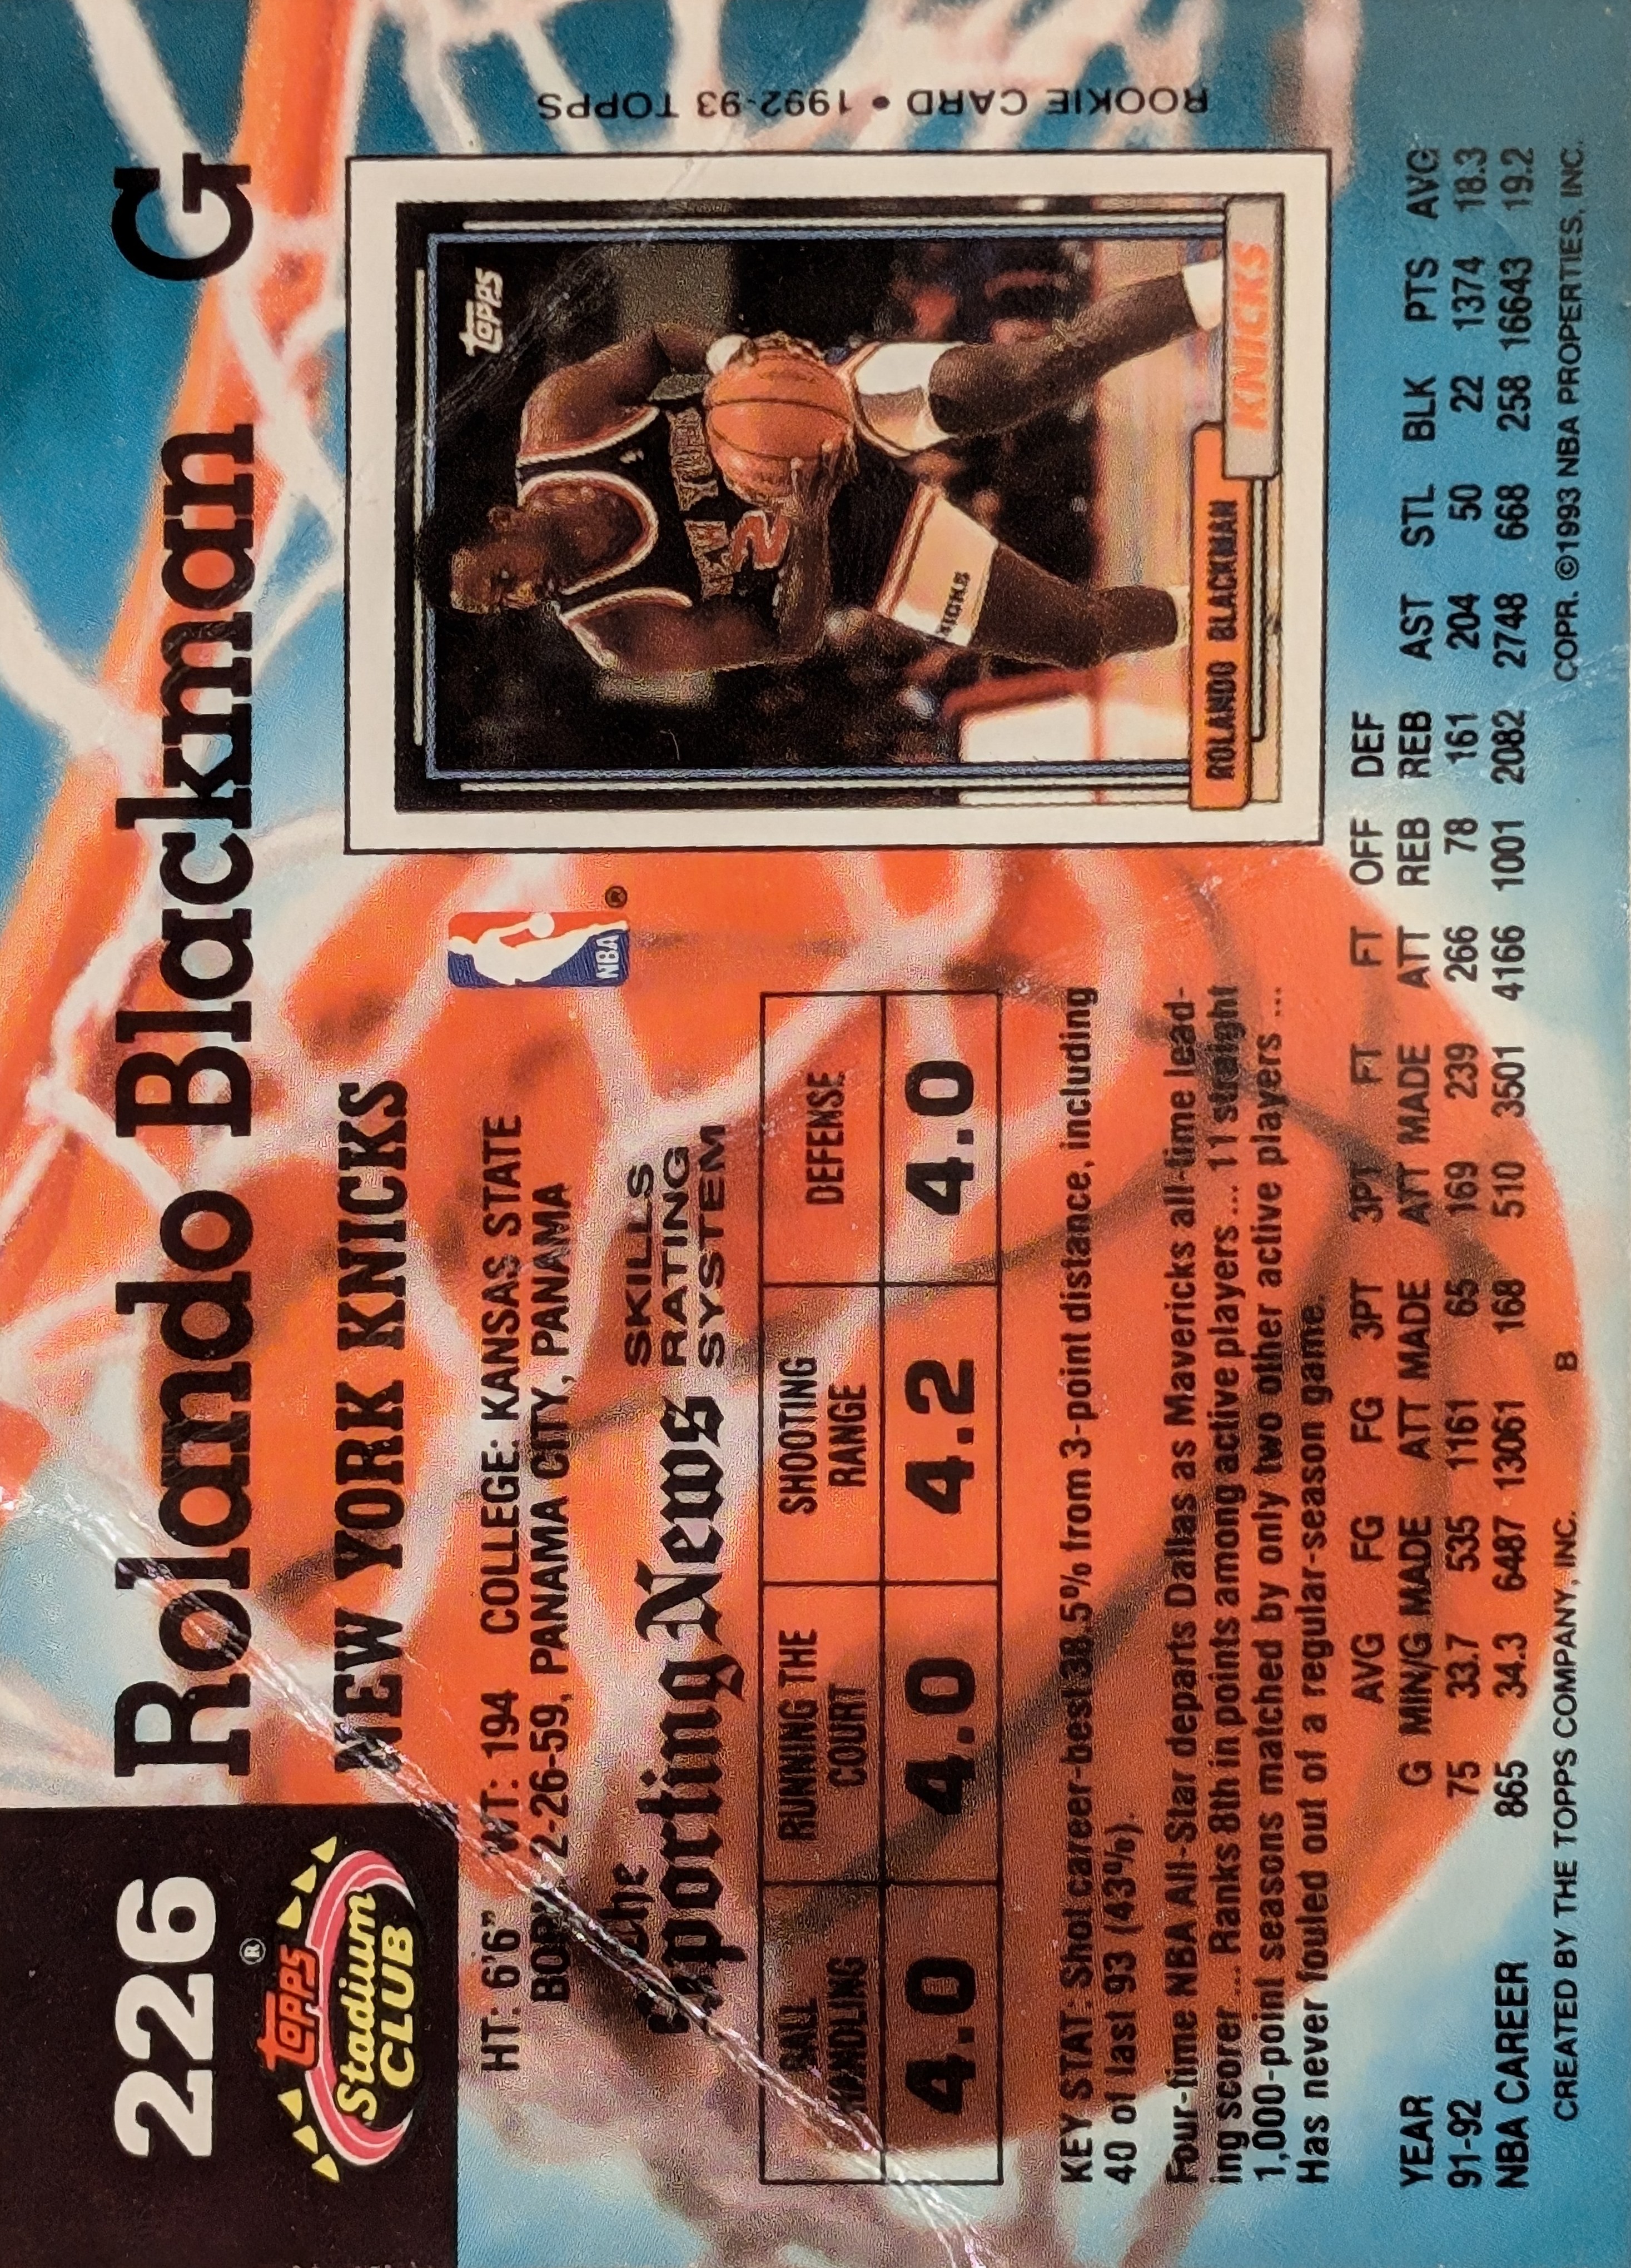 226
Rolando Blackman G
TOPPS®
Stadium
CLUB
NEW YORK KNICKS
HT: 6'6" WT: 194 COLLEGE: KANSAS STATE
BORN: 2-26-59, PANAMA CITY, PANAMA
NBA ®
The
Sporting News
SKILLS
RATING
SYSTEM
BALL
HANDLING
RUNNING THE
COURT
SHOOTING
RANGE
DEFENSE
4.0 4.0 4.2 4.0
KEY STAT: Shot career-best 38.5% from 3-point distance, including
40 of last 93 (43%).
Four-time NBA All-Star departs Dallas as Mavericks all-time lead-
ing scorer... Ranks 8th in points among active players... 11 straight
1,000-point seasons matched by only two other active players ...
Has never fouled out of a regular-season game.
ROOKIE CARD • 1992-93 TOPPS
TOPPS
NEW YORK
2
KNICKS
ROLANDO BLACKMAN
KNICKS
AVG FG FG 3PT 3PT FT FT OFF DEF
YEAR G MIN/G MADE ATT MADE ATT MADE ATT REB REB AST STL BLK PTS AVG
91-92 75 33.7 535 1161 65 169 239 266 78 161 204 50 22 1374 18.3
NBA CAREER 865 34.3 6487 13061 168 510 3501 4166 1001 2082 2748 668 258 16643 19.2
CREATED BY THE TOPPS COMPANY, INC. B COPR. ©1993 NBA PROPERTIES, INC.